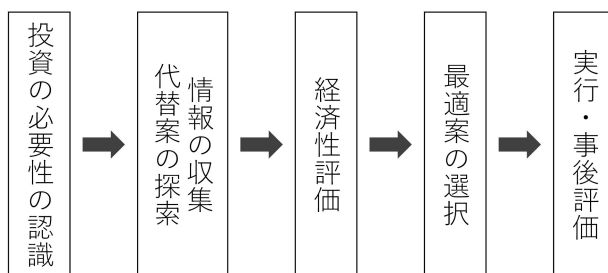 投資の必要性の認識
情報の収集
代替案の探索
経済性評価
最適案の選択
実行・事後評価